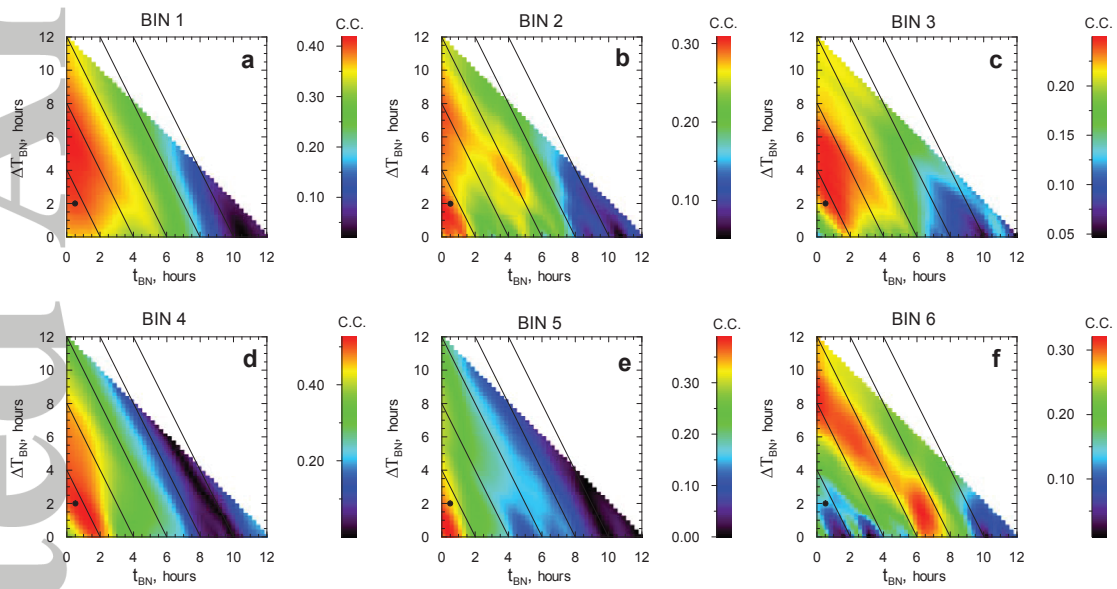 BIN 1
C.C.
BIN 2
C.C.
BIN 3
C.C.
a
b
c
12
10
8
6
4
2
0
ΔT_BN, hours
0 2 4 6 8 10 12
t_BN, hours
0.40
0.30
0.20
0.10
12
10
8
6
4
2
0
ΔT_BN, hours
0 2 4 6 8 10 12
t_BN, hours
0.30
0.20
0.10
12
10
8
6
4
2
0
ΔT_BN, hours
0 2 4 6 8 10 12
t_BN, hours
0.20
0.15
0.10
0.05
BIN 4
C.C.
BIN 5
C.C.
BIN 6
C.C.
d
e
f
12
10
8
6
4
2
0
ΔT_BN, hours
0 2 4 6 8 10 12
t_BN, hours
0.40
0.20
12
10
8
6
4
2
0
ΔT_BN, hours
0 2 4 6 8 10 12
t_BN, hours
0.30
0.20
0.10
0.00
12
10
8
6
4
2
0
ΔT_BN, hours
0 2 4 6 8 10 12
t_BN, hours
0.30
0.20
0.10